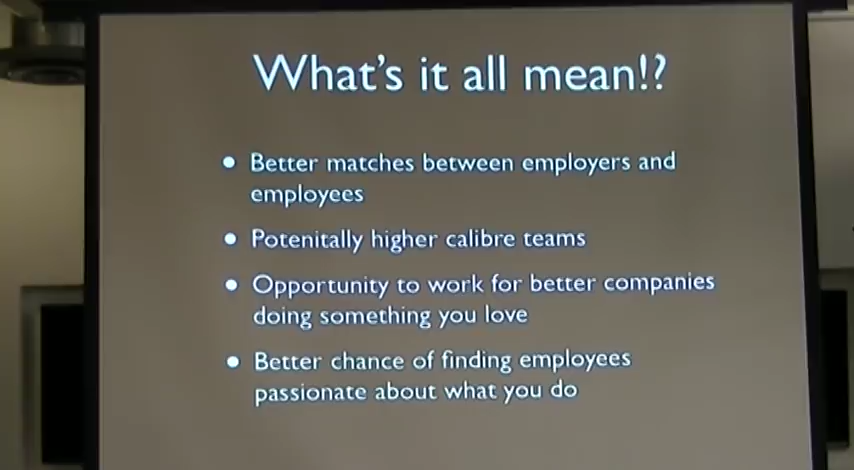 What's it all mean!?
• Better matches between employers and
employees
• Potenitally higher calibre teams
• Opportunity to work for better companies
doing something you love
• Better chance of finding employees
passionate about what you do